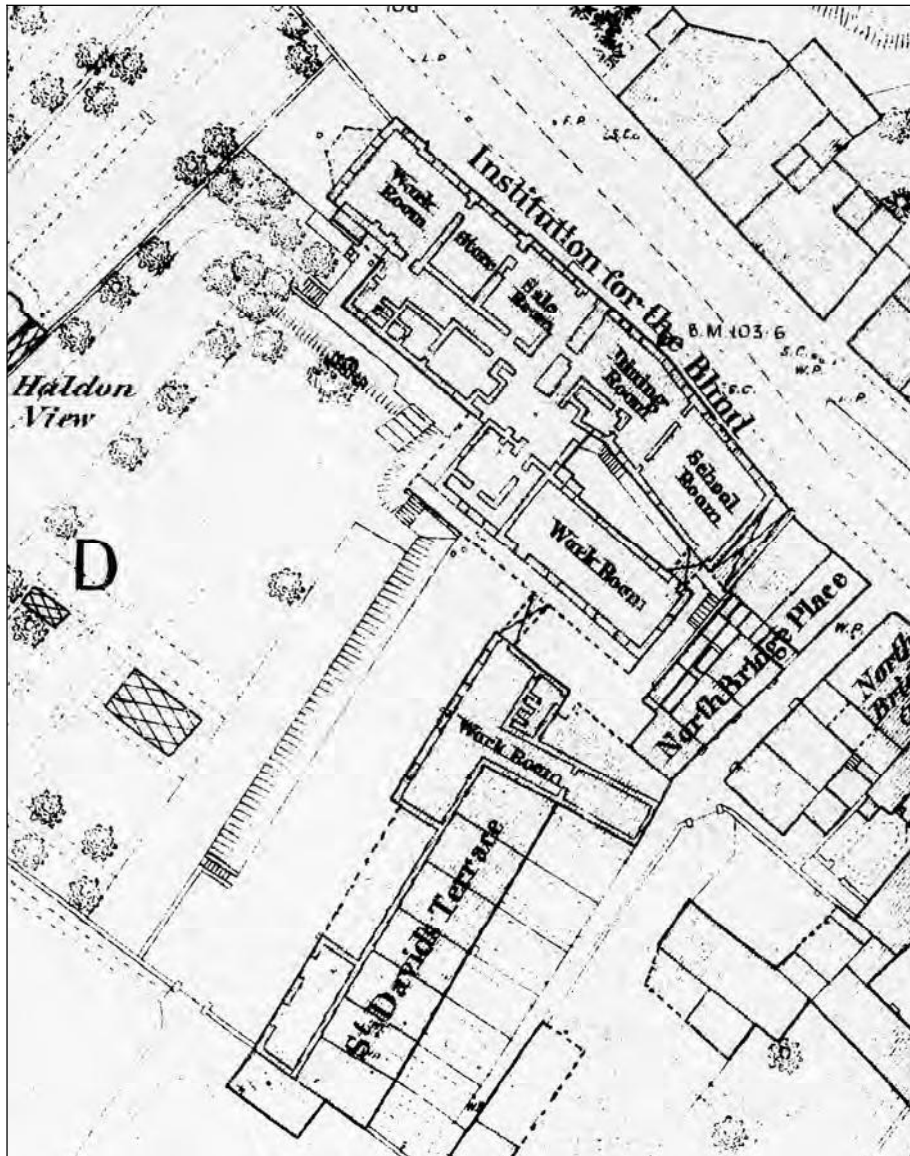 L.P.
F.P.
S.C.
Institution for the Blind
Work
Room
Store
Sale
Room
B.M.103·6
S.C.
W.P.
Dining
Room
S.C.
L.P.
Haldon
View
School
Room
Work Room
D
North Bridge Place
W.P.
North
Work Room
St. David's Terrace